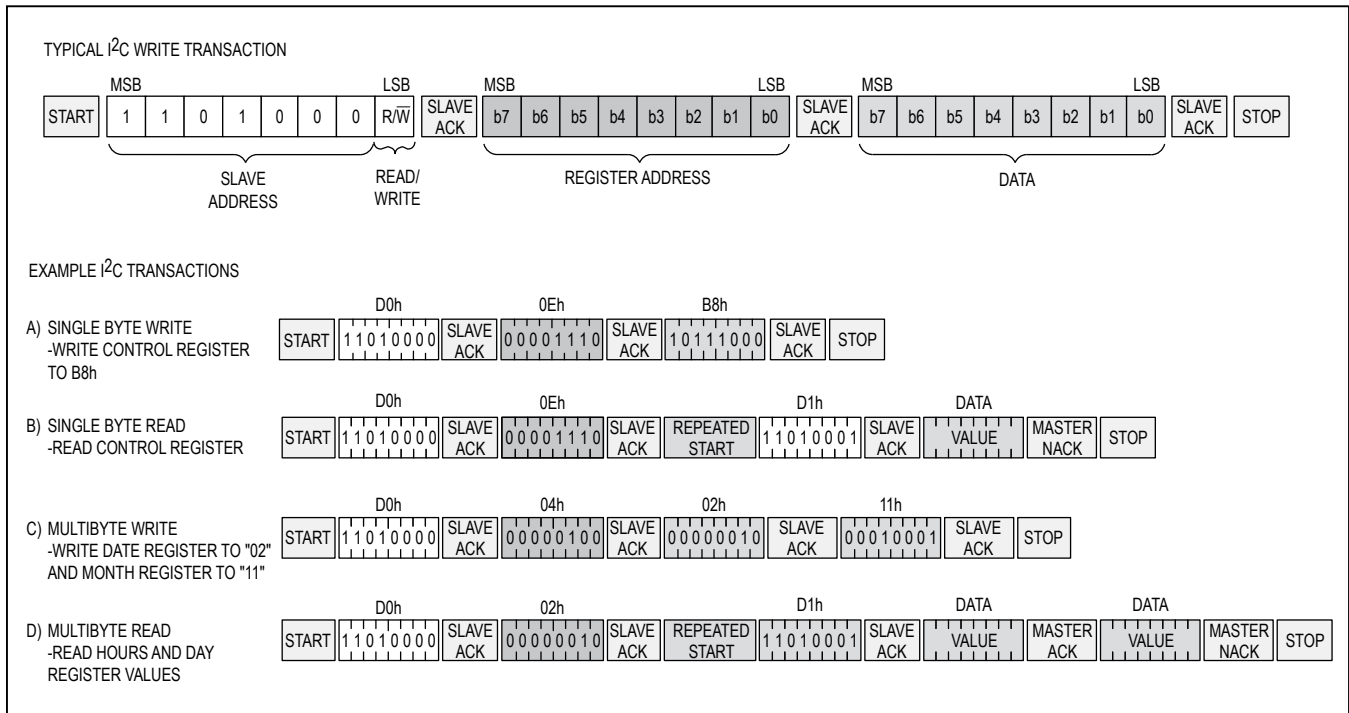 TYPICAL I2C WRITE TRANSACTION
MSB LSB MSB LSB MSB LSB
START 1 1 0 1 0 0 0 R/W̅ SLAVE ACK b7 b6 b5 b4 b3 b2 b1 b0 SLAVE ACK b7 b6 b5 b4 b3 b2 b1 b0 SLAVE ACK STOP
SLAVE ADDRESS READ/ WRITE REGISTER ADDRESS DATA
EXAMPLE I2C TRANSACTIONS
D0h 0Eh B8h
A) SINGLE BYTE WRITE
-WRITE CONTROL REGISTER
TO B8h
START 11010000 SLAVE ACK 00001110 SLAVE ACK 10111000 SLAVE ACK STOP
D0h 0Eh D1h DATA
B) SINGLE BYTE READ
-READ CONTROL REGISTER
START 11010000 SLAVE ACK 00001110 SLAVE ACK REPEATED START 11010001 SLAVE ACK VALUE MASTER NACK STOP
D0h 04h 02h 11h
C) MULTIBYTE WRITE
-WRITE DATE REGISTER TO "02"
AND MONTH REGISTER TO "11"
START 11010000 SLAVE ACK 00000100 SLAVE ACK 00000010 SLAVE ACK 00010001 SLAVE ACK STOP
D0h 02h D1h DATA DATA
D) MULTIBYTE READ
-READ HOURS AND DAY
REGISTER VALUES
START 11010000 SLAVE ACK 00000010 SLAVE ACK REPEATED START 11010001 SLAVE ACK VALUE MASTER ACK VALUE MASTER NACK STOP